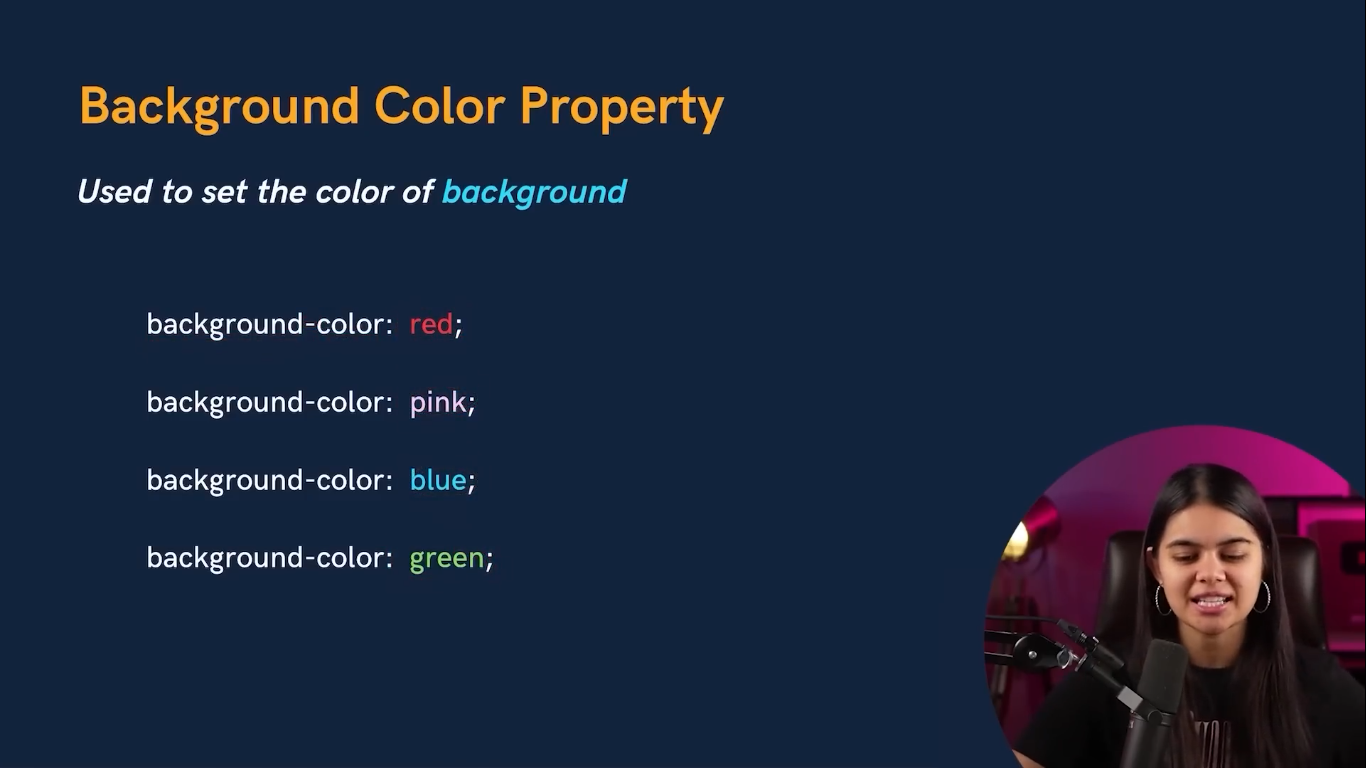 Background Color Property
Used to set the color of background
background-color: red;
background-color: pink;
background-color: blue;
background-color: green;